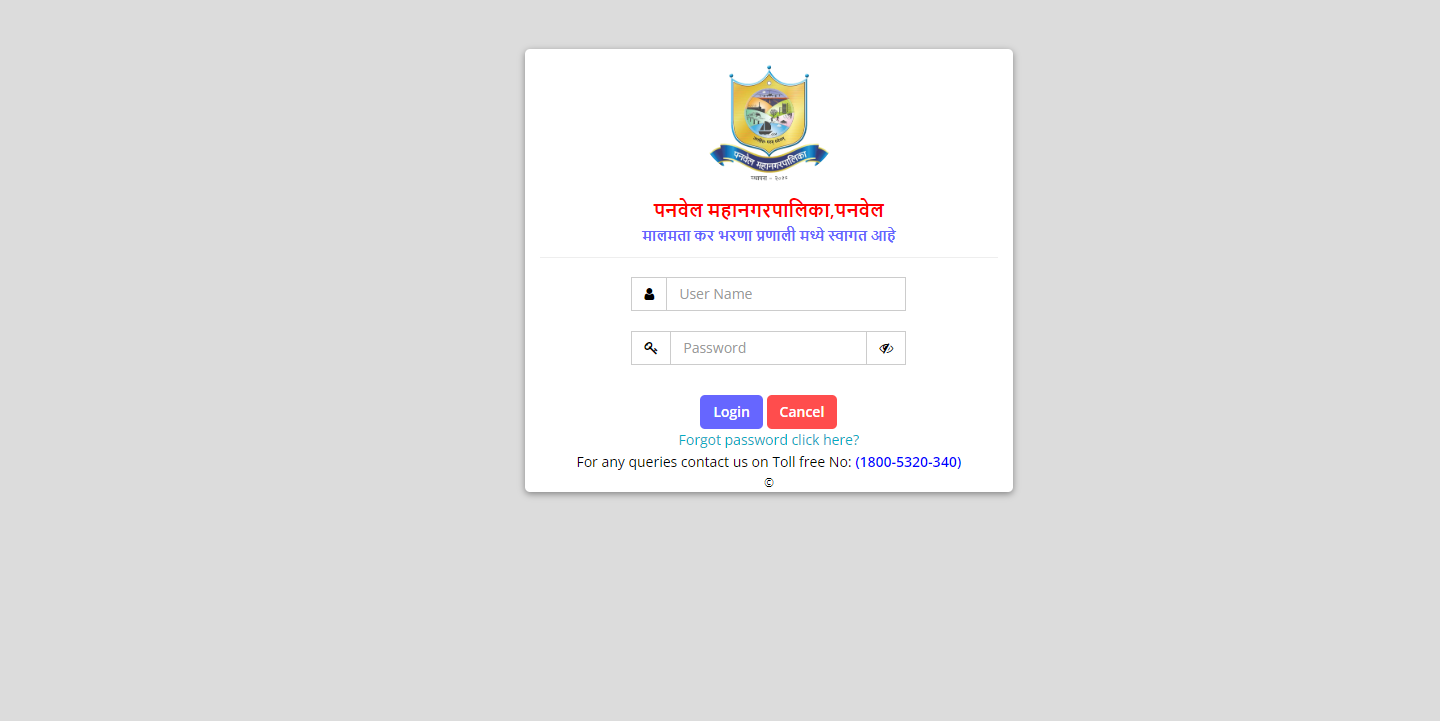 पनवेल महानगरपालिका
पनवेल महानगरपालिका,पनवेल
मालमता कर भरणा प्रणाली मध्ये स्वागत आहे
User Name
Password
Login Cancel
Forgot password click here?
For any queries contact us on Toll free No: (1800-5320-340)
©